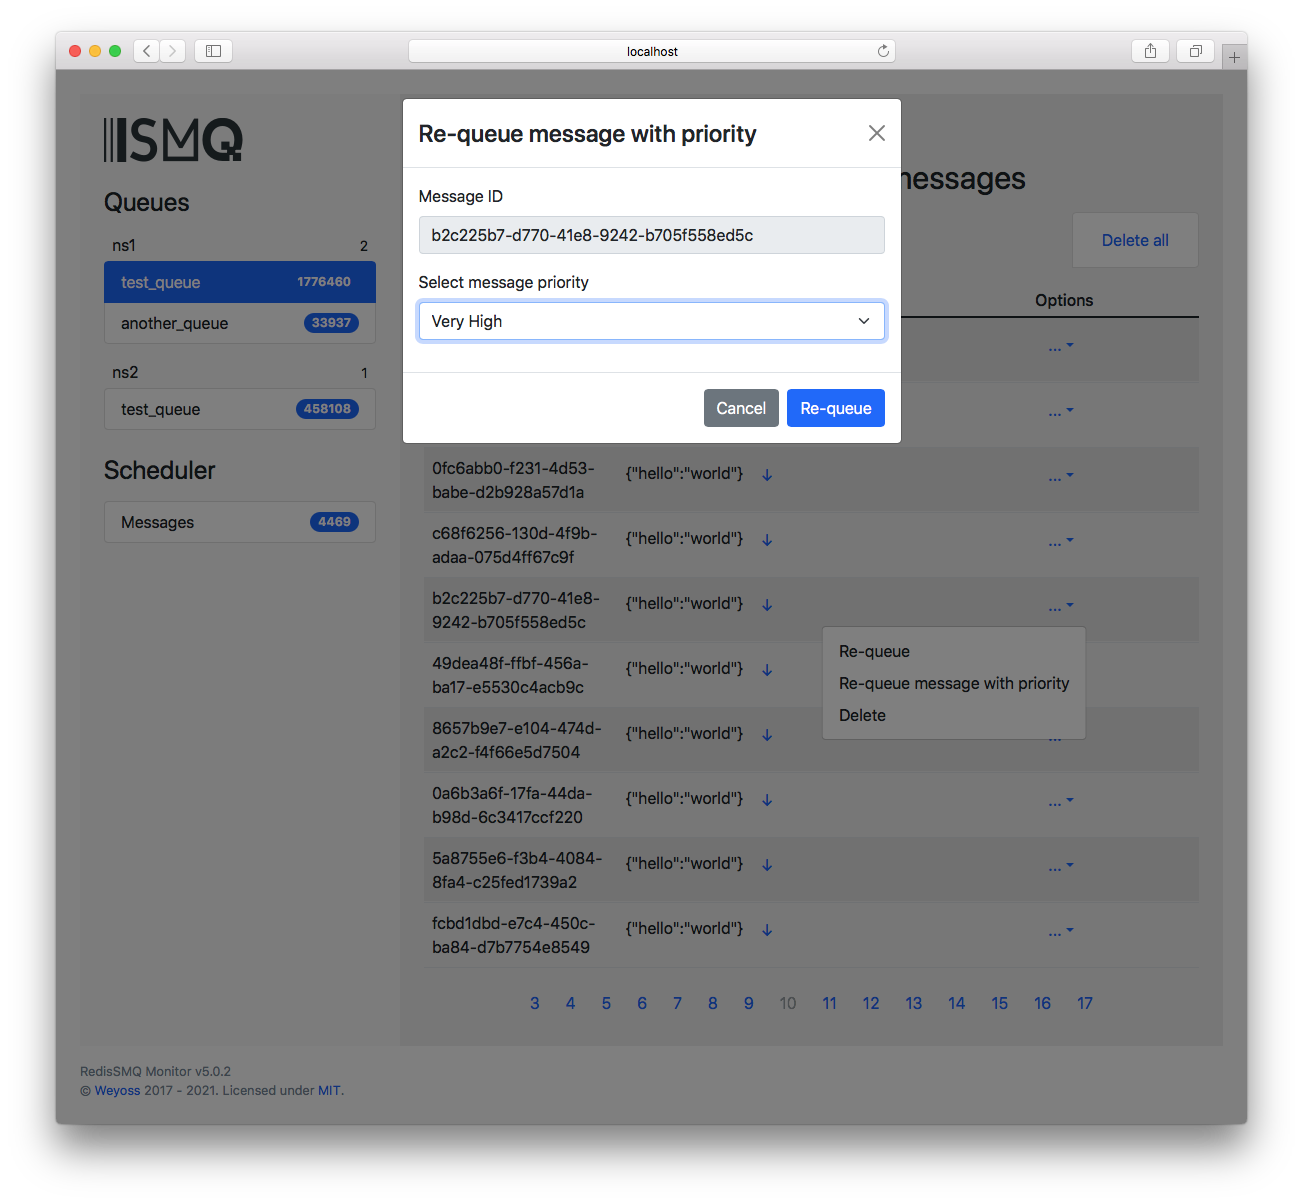 localhost
SMQ
Queues
ns1 2
test_queue 1776460
another_queue 33937
ns2 1
test_queue 458108
Scheduler
Messages 4469
Re-queue message with priority
Message ID
b2c225b7-d770-41e8-9242-b705f558ed5c
Select message priority
Very High
Cancel Re-queue
messages
Delete all
Options
...
...
0fc6abb0-f231-4d53-
babe-d2b928a57d1a
{"hello":"world"} ↓ ...
c68f6256-130d-4f9b-
adaa-075d4ff67c9f
{"hello":"world"} ↓ ...
b2c225b7-d770-41e8-
9242-b705f558ed5c
{"hello":"world"} ↓ ...
Re-queue
Re-queue message with priority
Delete
49dea48f-ffbf-456a-
ba17-e5530c4acb9c
{"hello":"world"} ↓
8657b9e7-e104-474d-
a2c2-f4f66e5d7504
{"hello":"world"} ↓ ...
0a6b3a6f-17fa-44da-
b98d-6c3417ccf220
{"hello":"world"} ↓ ...
5a8755e6-f3b4-4084-
8fa4-c25fed1739a2
{"hello":"world"} ↓ ...
fcbd1dbd-e7c4-450c-
ba84-d7b7754e8549
{"hello":"world"} ↓ ...
3 4 5 6 7 8 9 10 11 12 13 14 15 16 17
RedisSMQ Monitor v5.0.2
© Weyoss 2017 - 2021. Licensed under MIT.